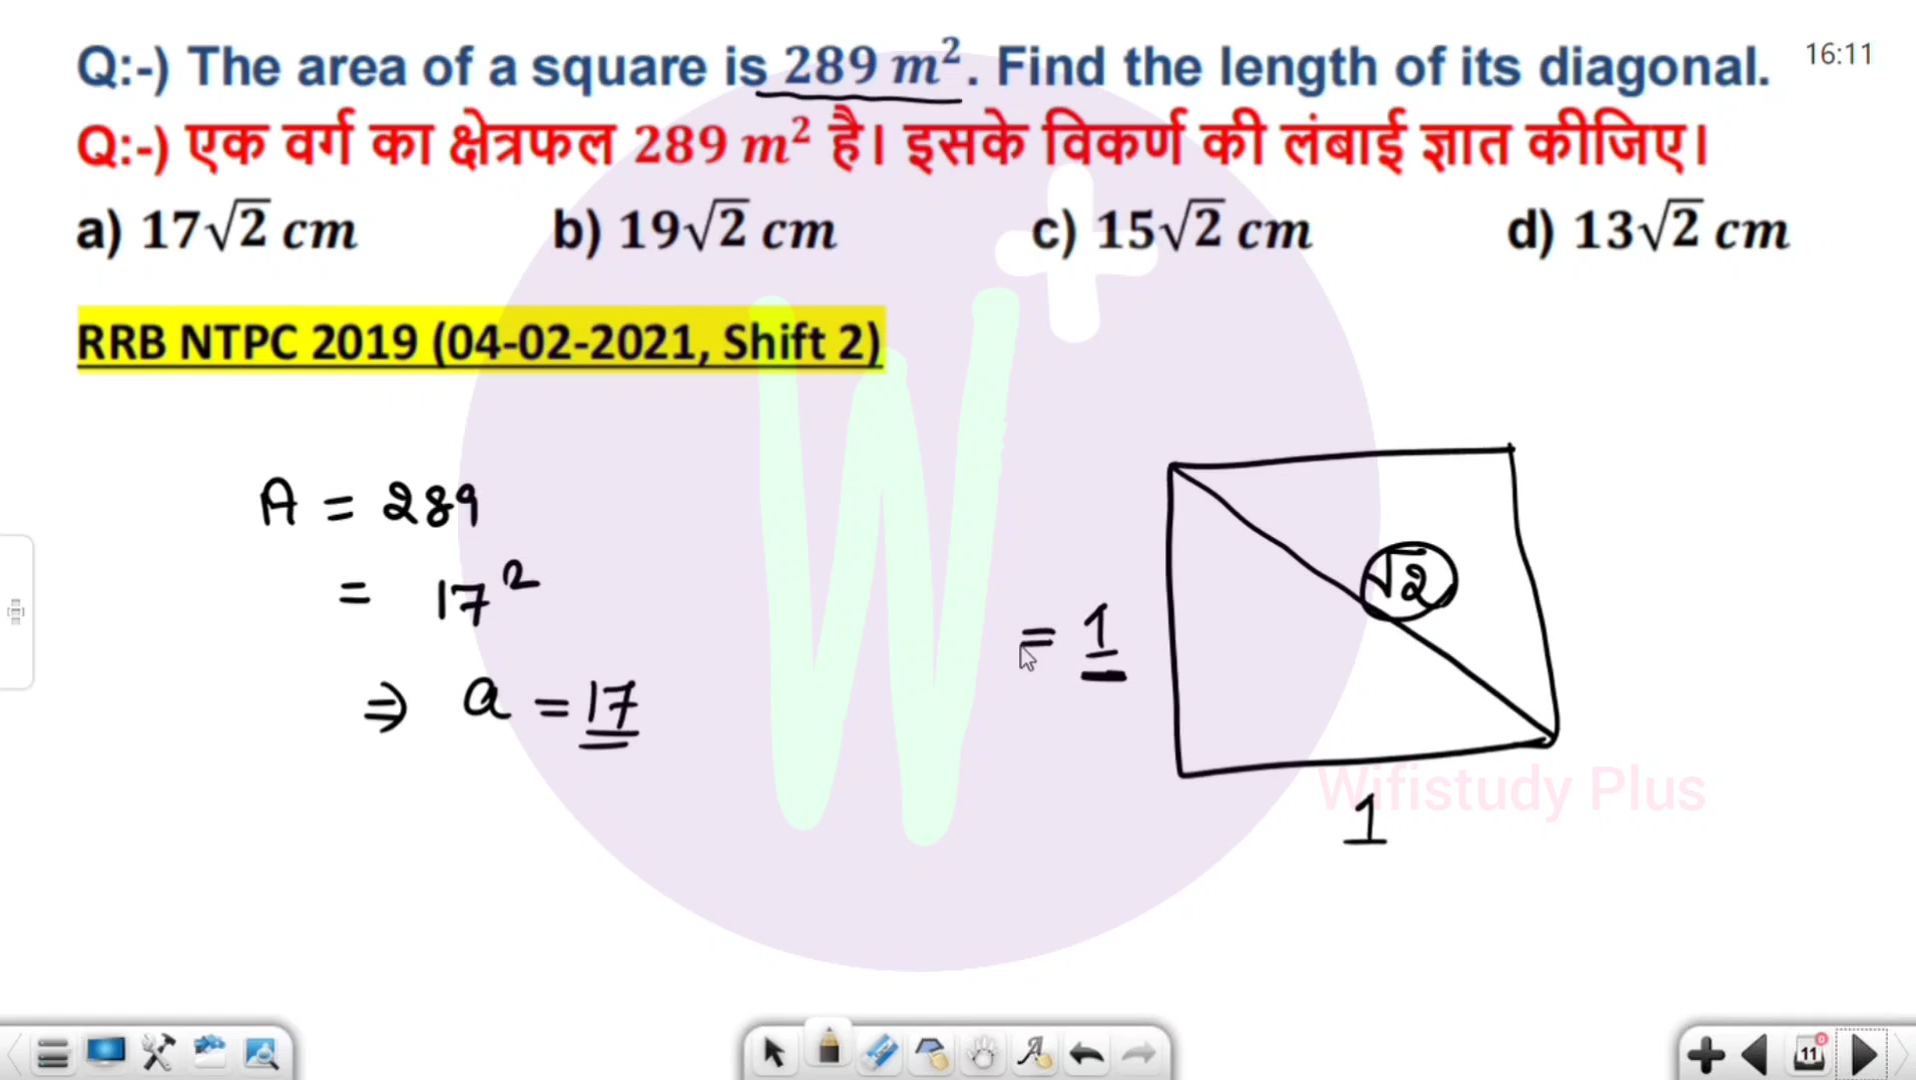 Q:-) The area of a square is 289 m². Find the length of its diagonal.
16:11
Q:-) एक वर्ग का क्षेत्रफल 289 m² है। इसके विकर्ण की लंबाई ज्ञात कीजिए।
a) 17√2 cm b) 19√2 cm c) 15√2 cm d) 13√2 cm
RRB NTPC 2019 (04-02-2021, Shift 2)
A = 289
= 17²
⇒ a = 17
= 1
√2
1
Wifistudy Plus
W+
11
0